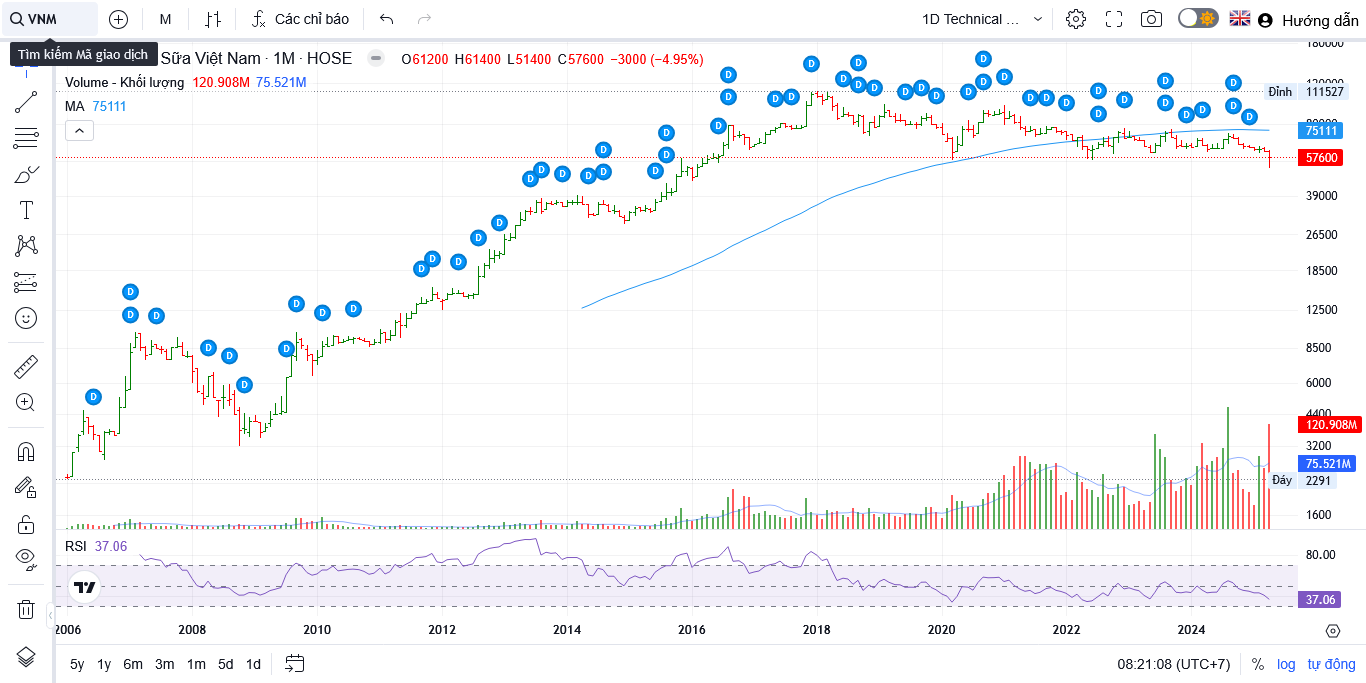 VNM
M
Các chỉ báo
1D Technical ...
Hướng dẫn
Tìm kiếm Mã giao dịch
Sữa Việt Nam · 1M · HOSE
O61200 H61400 L51400 C57600 −3000 (−4.95%)
Volume - Khối lượng 120.908M 75.521M
MA 75111
180000
120000
Đỉnh 111527
80000
75111
57600
39000
26500
18500
12500
8500
6000
4400
120.908M
3200
75.521M
Đáy 2291
1600
RSI 37.06
80.00
37.06
2006 2008 2010 2012 2014 2016 2018 2020 2022 2024
5y 1y 6m 3m 1m 5d 1d
08:21:08 (UTC+7)
% log tự động